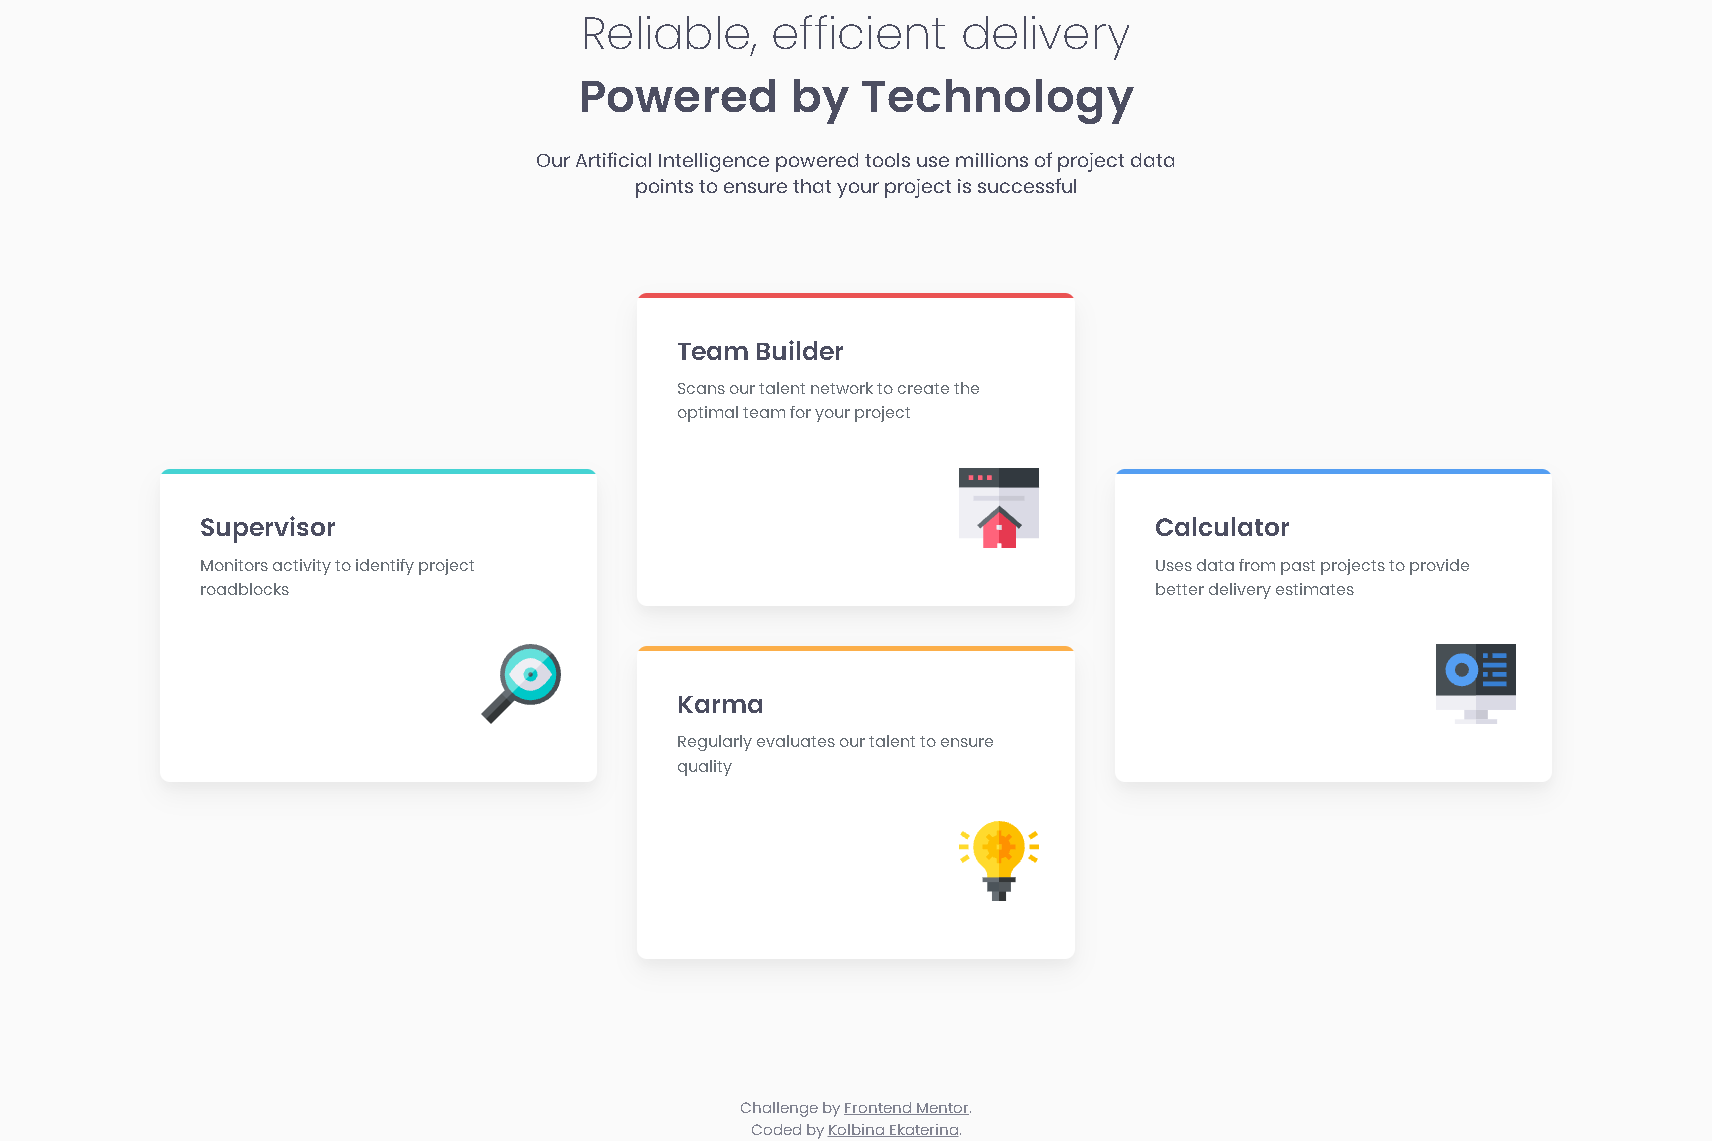 Reliable, efficient delivery
Powered by Technology
Our Artificial Intelligence powered tools use millions of project data
points to ensure that your project is successful
Supervisor
Monitors activity to identify project
roadblocks
Team Builder
Scans our talent network to create the
optimal team for your project
Karma
Regularly evaluates our talent to ensure
quality
Calculator
Uses data from past projects to provide
better delivery estimates
Challenge by Frontend Mentor.
Coded by Kolbina Ekaterina.